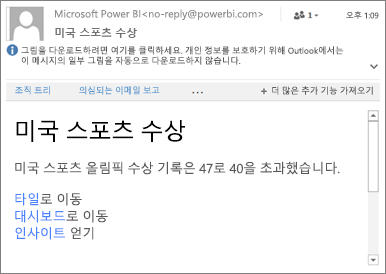 Microsoft Power BI<no-reply@powerbi.com>
1
오후 1:09
미국 스포츠 수상
그림을 다운로드하려면 여기를 클릭하세요. 개인 정보를 보호하기 위해 Outlook에서는
이 메시지의 일부 그림을 자동으로 다운로드하지 않습니다.
조직 트리 의심되는 이메일 보고 ... + 더 많은 추가 기능 가져오기
미국 스포츠 수상
미국 스포츠 올림픽 수상 기록은 47로 40을 초과했습니다.
타일로 이동
대시보드로 이동
인사이트 얻기